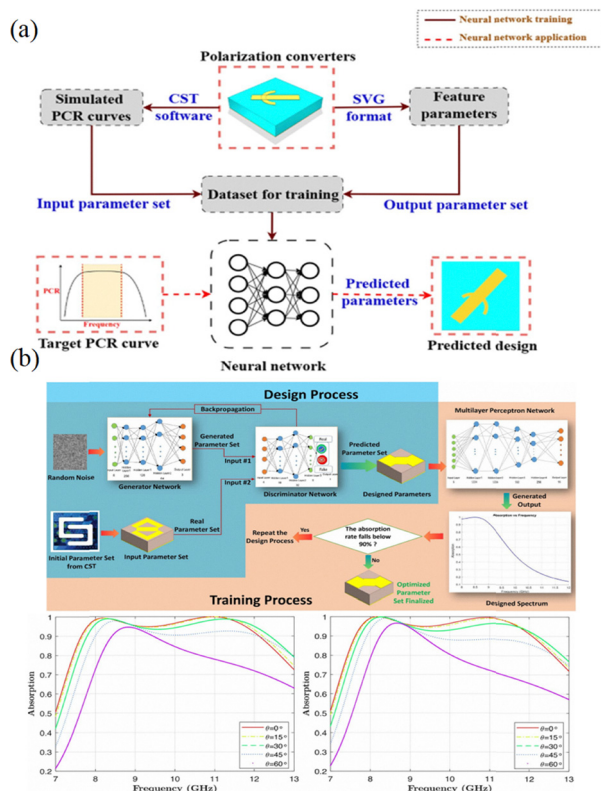 (a)
Neural network training
Neural network application
Polarization converters
Simulated
PCR curves
CST
software
SVG
format
Feature
parameters
Input parameter set
Dataset for training
Output parameter set
PCR
Frequency
Target PCR curve
Neural network
Predicted
parameters
Predicted design
(b)
Design Process
Backpropagation
Multilayer Perceptron Network
Random Noise
Generator Network
Generated
Parameter Set
Input #1
Input #2
Discriminator Network
Predicted
Parameter Set
Designed Parameters
Real
Parameter Set
Initial Parameter Set
from CST
Input Parameter Set
Generated
Output
Repeat the
Design Process
Yes
The absorption
rate falls below
90% ?
No
Optimized
Parameter
Set Finalized
Designed Spectrum
Training Process
Absorption
1
0.9
0.8
0.7
0.6
0.5
0.4
0.3
0.2
7 8 9 10 11 12 13
Frequency (GHz)
θ=0°
θ=15°
θ=30°
θ=45°
θ=60°
Absorption
1
0.9
0.8
0.7
0.6
0.5
0.4
0.3
0.2
7 8 9 10 11 12 13
Frequency (GHz)
θ=0°
θ=15°
θ=30°
θ=45°
θ=60°